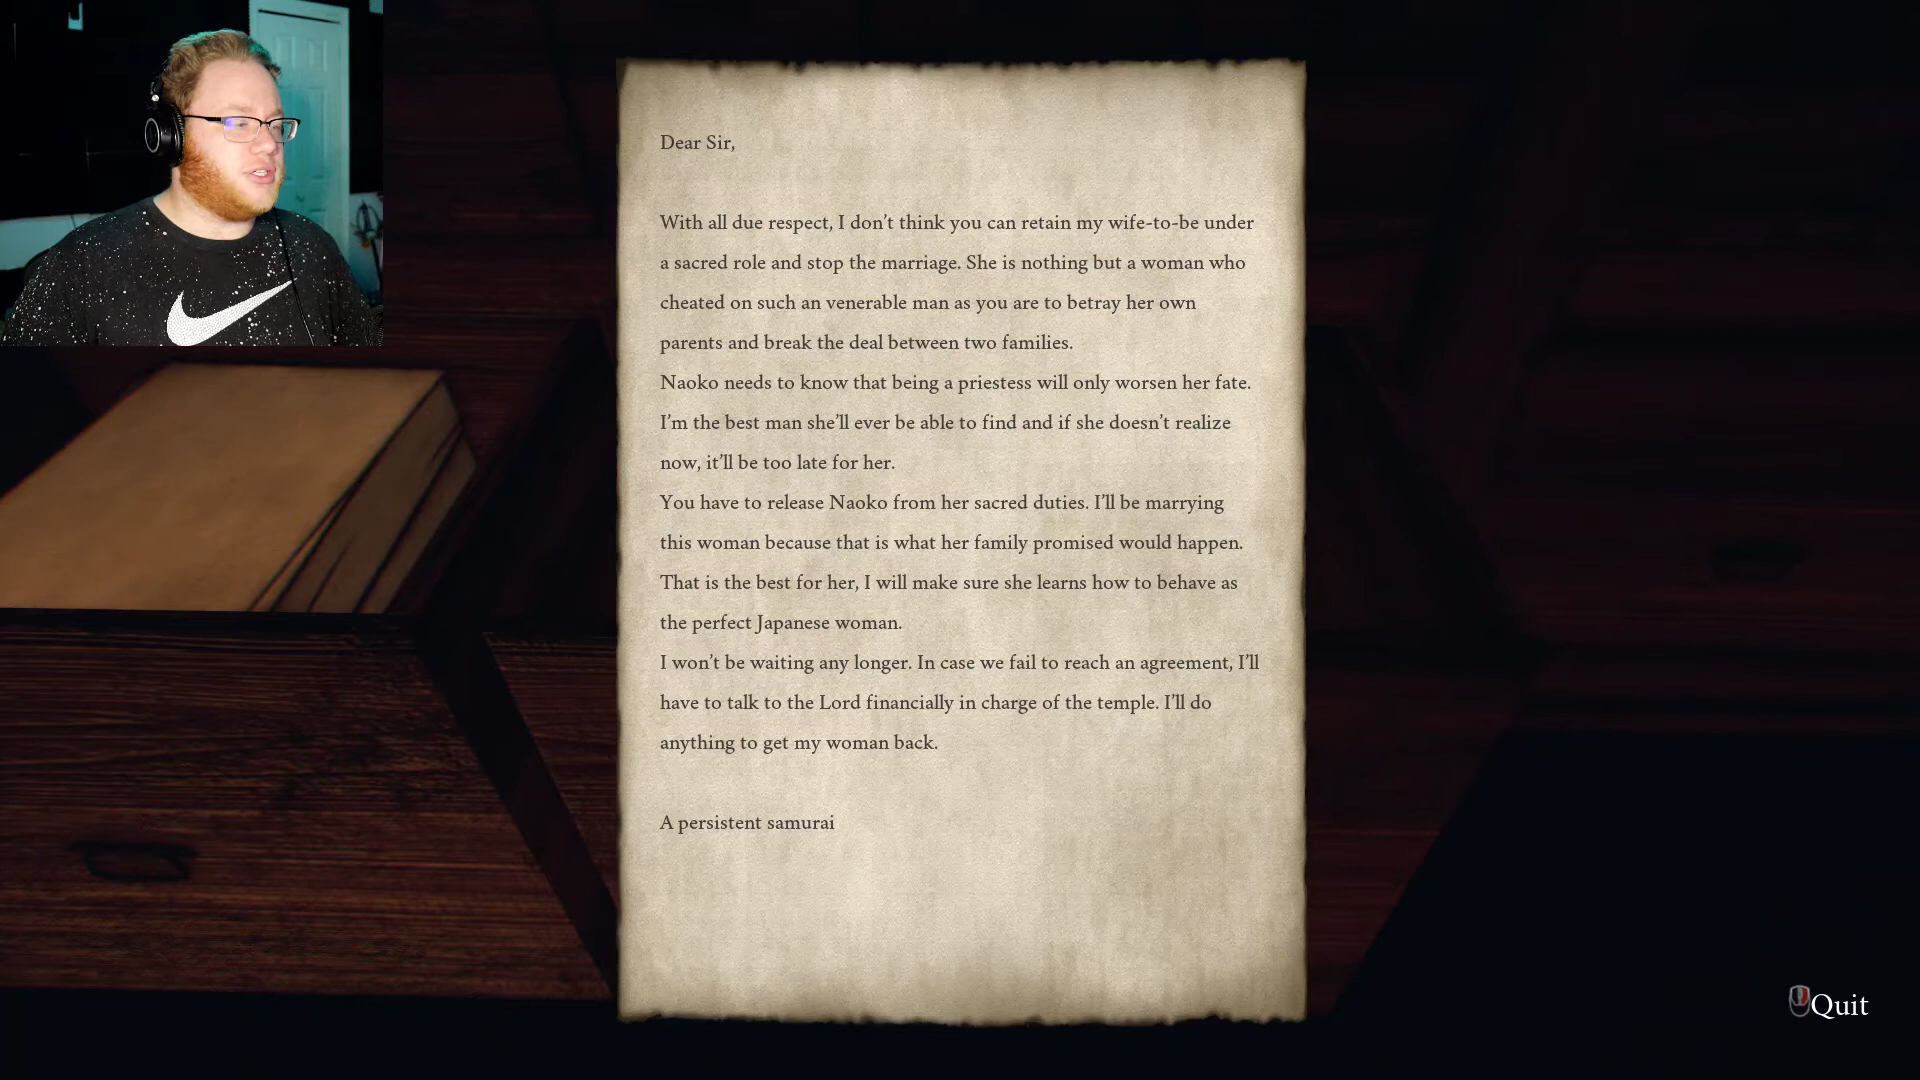 Dear Sir,
With all due respect, I don't think you can retain my wife-to-be under
a sacred role and stop the marriage. She is nothing but a woman who
cheated on such an venerable man as you are to betray her own
parents and break the deal between two families.
Naoko needs to know that being a priestess will only worsen her fate.
I'm the best man she'll ever be able to find and if she doesn't realize
now, it'll be too late for her.
You have to release Naoko from her sacred duties. I'll be marrying
this woman because that is what her family promised would happen.
That is the best for her, I will make sure she learns how to behave as
the perfect Japanese woman.
I won't be waiting any longer. In case we fail to reach an agreement, I'll
have to talk to the Lord financially in charge of the temple. I'll do
anything to get my woman back.
A persistent samurai
Quit